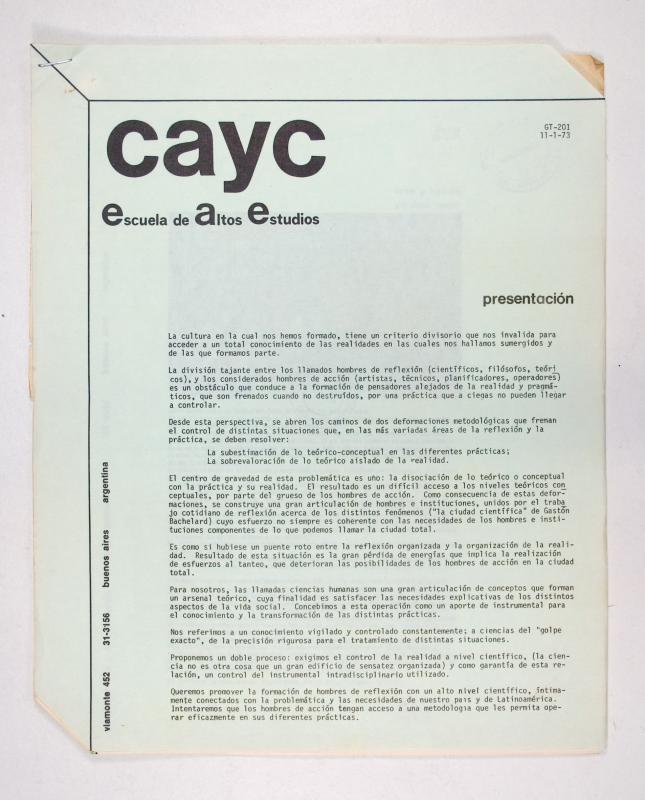 cayc
escuela de altos estudios
GT-201
11-1-73
presentación
La cultura en la cual nos hemos formado, tiene un criterio divisorio que nos invalida para
acceder a un total conocimiento de las realidades en las cuales nos hallamos sumergidos y
de las que formamos parte.
La división tajante entre los llamados hombres de reflexión (científicos, filósofos, teóri
cos), y los considerados hombres de acción (artistas, técnicos, planificadores, operadores)
es un obstáculo que conduce a la formación de pensadores alejados de la realidad y pragmá-
ticos, que son frenados cuando no destruídos, por una práctica que a ciegas no pueden llegar
a controlar.
Desde esta perspectiva, se abren los caminos de dos deformaciones metodológicas que frenan
el control de distintas situaciones que, en las más variadas áreas de la reflexión y la
práctica, se deben resolver:
La subestimación de lo teórico-conceptual en las diferentes prácticas;
La sobrevaloración de lo teórico aislado de la realidad.
El centro de gravedad de esta problemática es uno: la disociación de lo teórico o conceptual
con la práctica y su realidad. El resultado es un difícil acceso a los niveles teóricos con
ceptuales, por parte del grueso de los hombres de acción. Como consecuencia de estas defor-
maciones, se construye una gran articulación de hombres e instituciones, unidos por el traba
jo cotidiano de reflexión acerca de los distintos fenómenos ("la ciudad científica" de Gastón
Bachelard) cuyo esfuerzo no siempre es coherente con las necesidades de los hombres e insti-
tuciones componentes de lo que podemos llamar la ciudad total.
Es como si hubiese un puente roto entre la reflexión organizada y la organización de la reali-
dad. Resultado de esta situación es la gran pérdida de energías que implica la realización
de esfuerzos al tanteo, que deterioran las posibilidades de los hombres de acción en la ciudad
total.
Para nosotros, las llamadas ciencias humanas son una gran articulación de conceptos que forman
un arsenal teórico, cuya finalidad es satisfacer las necesidades explicativas de los distintos
aspectos de la vida social. Concebimos a esta operación como un aporte de instrumental para
el conocimiento y la transformación de las distintas prácticas.
Nos referimos a un conocimiento vigilado y controlado constantemente; a ciencias del "golpe
exacto", de la precisión rigurosa para el tratamiento de distintas situaciones.
Proponemos un doble proceso: exigimos el control de la realidad a nivel científico, (la cien-
cia no es otra cosa que un gran edificio de sensatez organizada) y como garantía de esta re-
lación, un control del instrumental intradisciplinario utilizado.
Queremos promover la formación de hombres de reflexión con un alto nivel científico, íntima-
mente conectados con la problemática y las necesidades de nuestro país y de Latinoamérica.
Intentaremos que los hombres de acción tengan acceso a una metodología que les permita ope-
rar eficazmente en sus diferentes prácticas.
viamonte 452 31-3156 buenos aires argentina